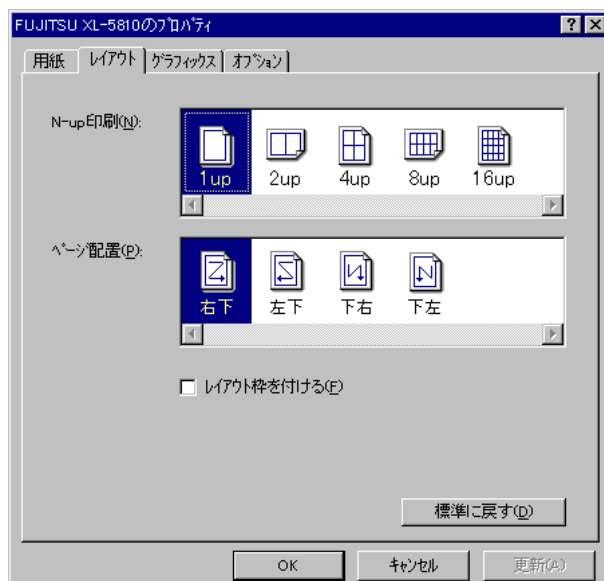 FUJITSU XL-5810のﾌﾟﾛﾊﾟﾃｨ
用紙 ﾚｲｱｳﾄ ｸﾞﾗﾌｨｯｸｽ ｵﾌﾟｼｮﾝ
N-up印刷(N):
1up 2up 4up 8up 16up
ﾍﾟｰｼﾞ配置(P):
右下 左下 下右 下左
ﾚｲｱｳﾄ枠を付ける(F)
標準に戻す(D)
OK ｷｬﾝｾﾙ 更新(A)